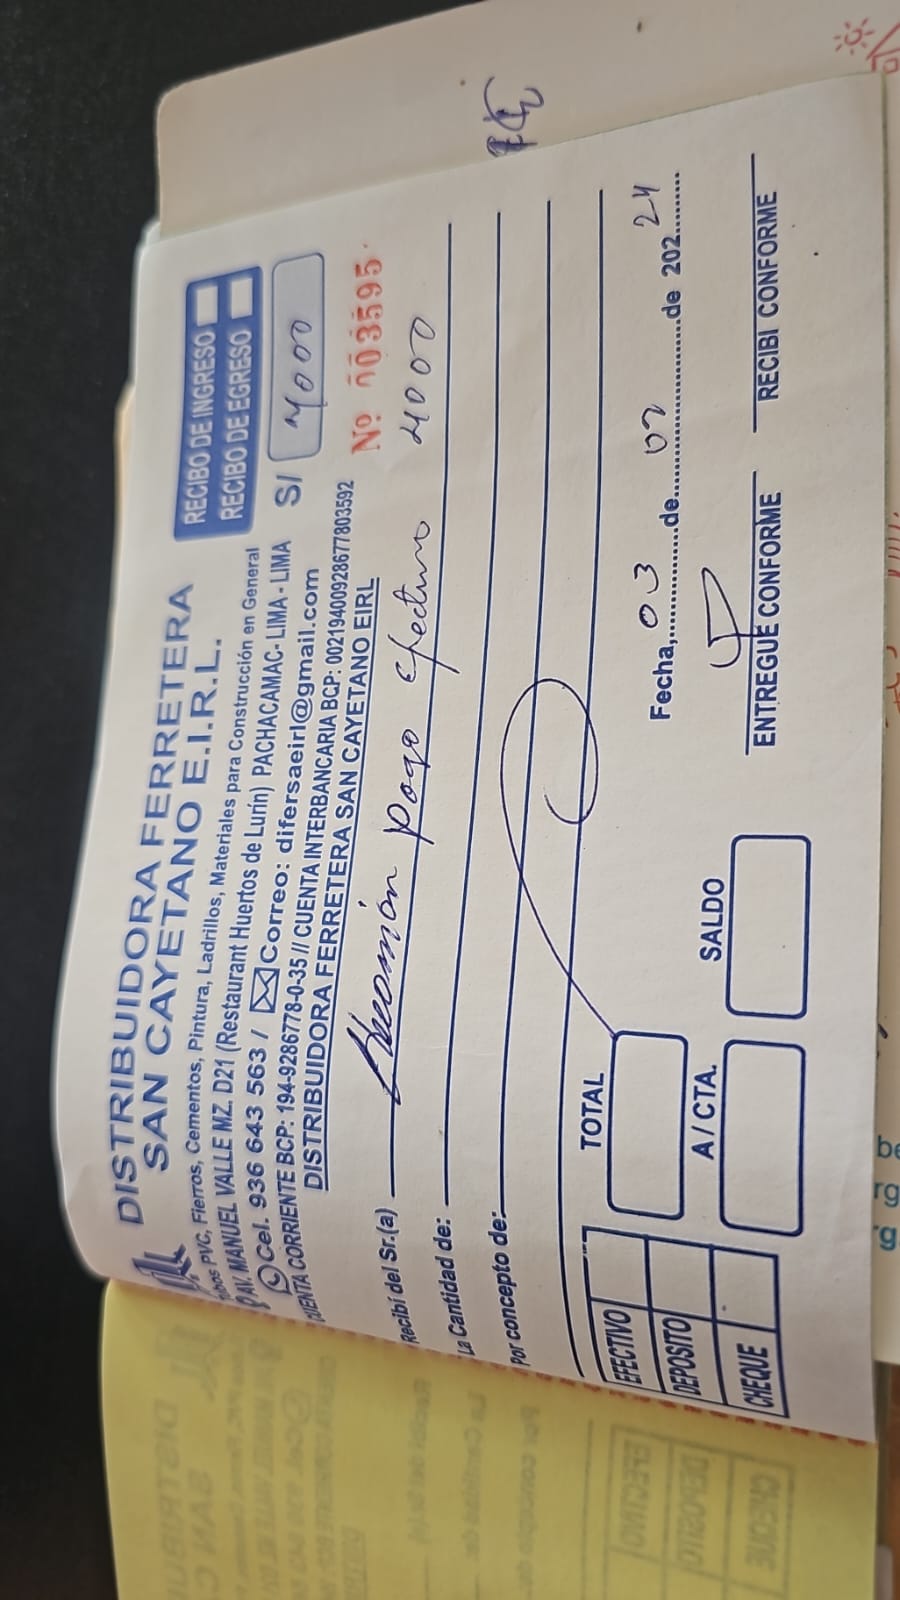 DISTRIBUIDORA FERRETERA
SAN CAYETANO E.I.R.L.
Tubos PVC, Fierros, Cementos, Pintura, Ladrillos, Materiales para Construcción en General
AV. MANUEL VALLE MZ. D21 (Restaurant Huertos de Lurín) PACHACAMAC- LIMA - LIMA
Cel. 936 643 563 / Correo: difersaeirl@gmail.com
CUENTA CORRIENTE BCP: 194-9286778-0-35 // CUENTA INTERBANCARIA BCP: 00219400928677803592
DISTRIBUIDORA FERRETERA SAN CAYETANO EIRL
RECIBO DE INGRESO
RECIBO DE EGRESO
S/ 4000
Nº 003595
Recibí del Sr.(a) pago efectivo 4000
La Cantidad de:
Por concepto de:
Fecha, 03 de 07 de 202 24
EFECTIVO
DEPOSITO
CHEQUE
TOTAL
A / CTA.
SALDO
ENTREGUE CONFORME
RECIBI CONFORME